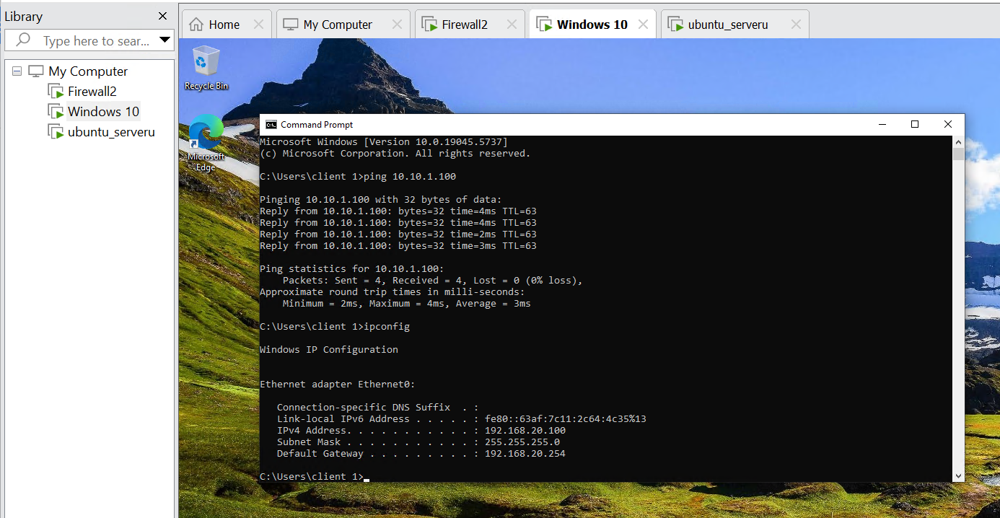 Library
Type here to sear...
My Computer
Firewall2
Windows 10
ubuntu_serveru
Home
My Computer
Firewall2
Windows 10
ubuntu_serveru
Recycle Bin
Microsoft
Edge
Command Prompt
Microsoft Windows [Version 10.0.19045.5737]
(c) Microsoft Corporation. All rights reserved.
C:\Users\client 1>ping 10.10.1.100
Pinging 10.10.1.100 with 32 bytes of data:
Reply from 10.10.1.100: bytes=32 time=4ms TTL=63
Reply from 10.10.1.100: bytes=32 time=4ms TTL=63
Reply from 10.10.1.100: bytes=32 time=2ms TTL=63
Reply from 10.10.1.100: bytes=32 time=3ms TTL=63
Ping statistics for 10.10.1.100:
    Packets: Sent = 4, Received = 4, Lost = 0 (0% loss),
Approximate round trip times in milli-seconds:
    Minimum = 2ms, Maximum = 4ms, Average = 3ms
C:\Users\client 1>ipconfig
Windows IP Configuration
Ethernet adapter Ethernet0:
   Connection-specific DNS Suffix  . :
   Link-local IPv6 Address . . . . . : fe80::63af:7c11:2c64:4c35%13
   IPv4 Address. . . . . . . . . . . : 192.168.20.100
   Subnet Mask . . . . . . . . . . . : 255.255.255.0
   Default Gateway . . . . . . . . . : 192.168.20.254
C:\Users\client 1>